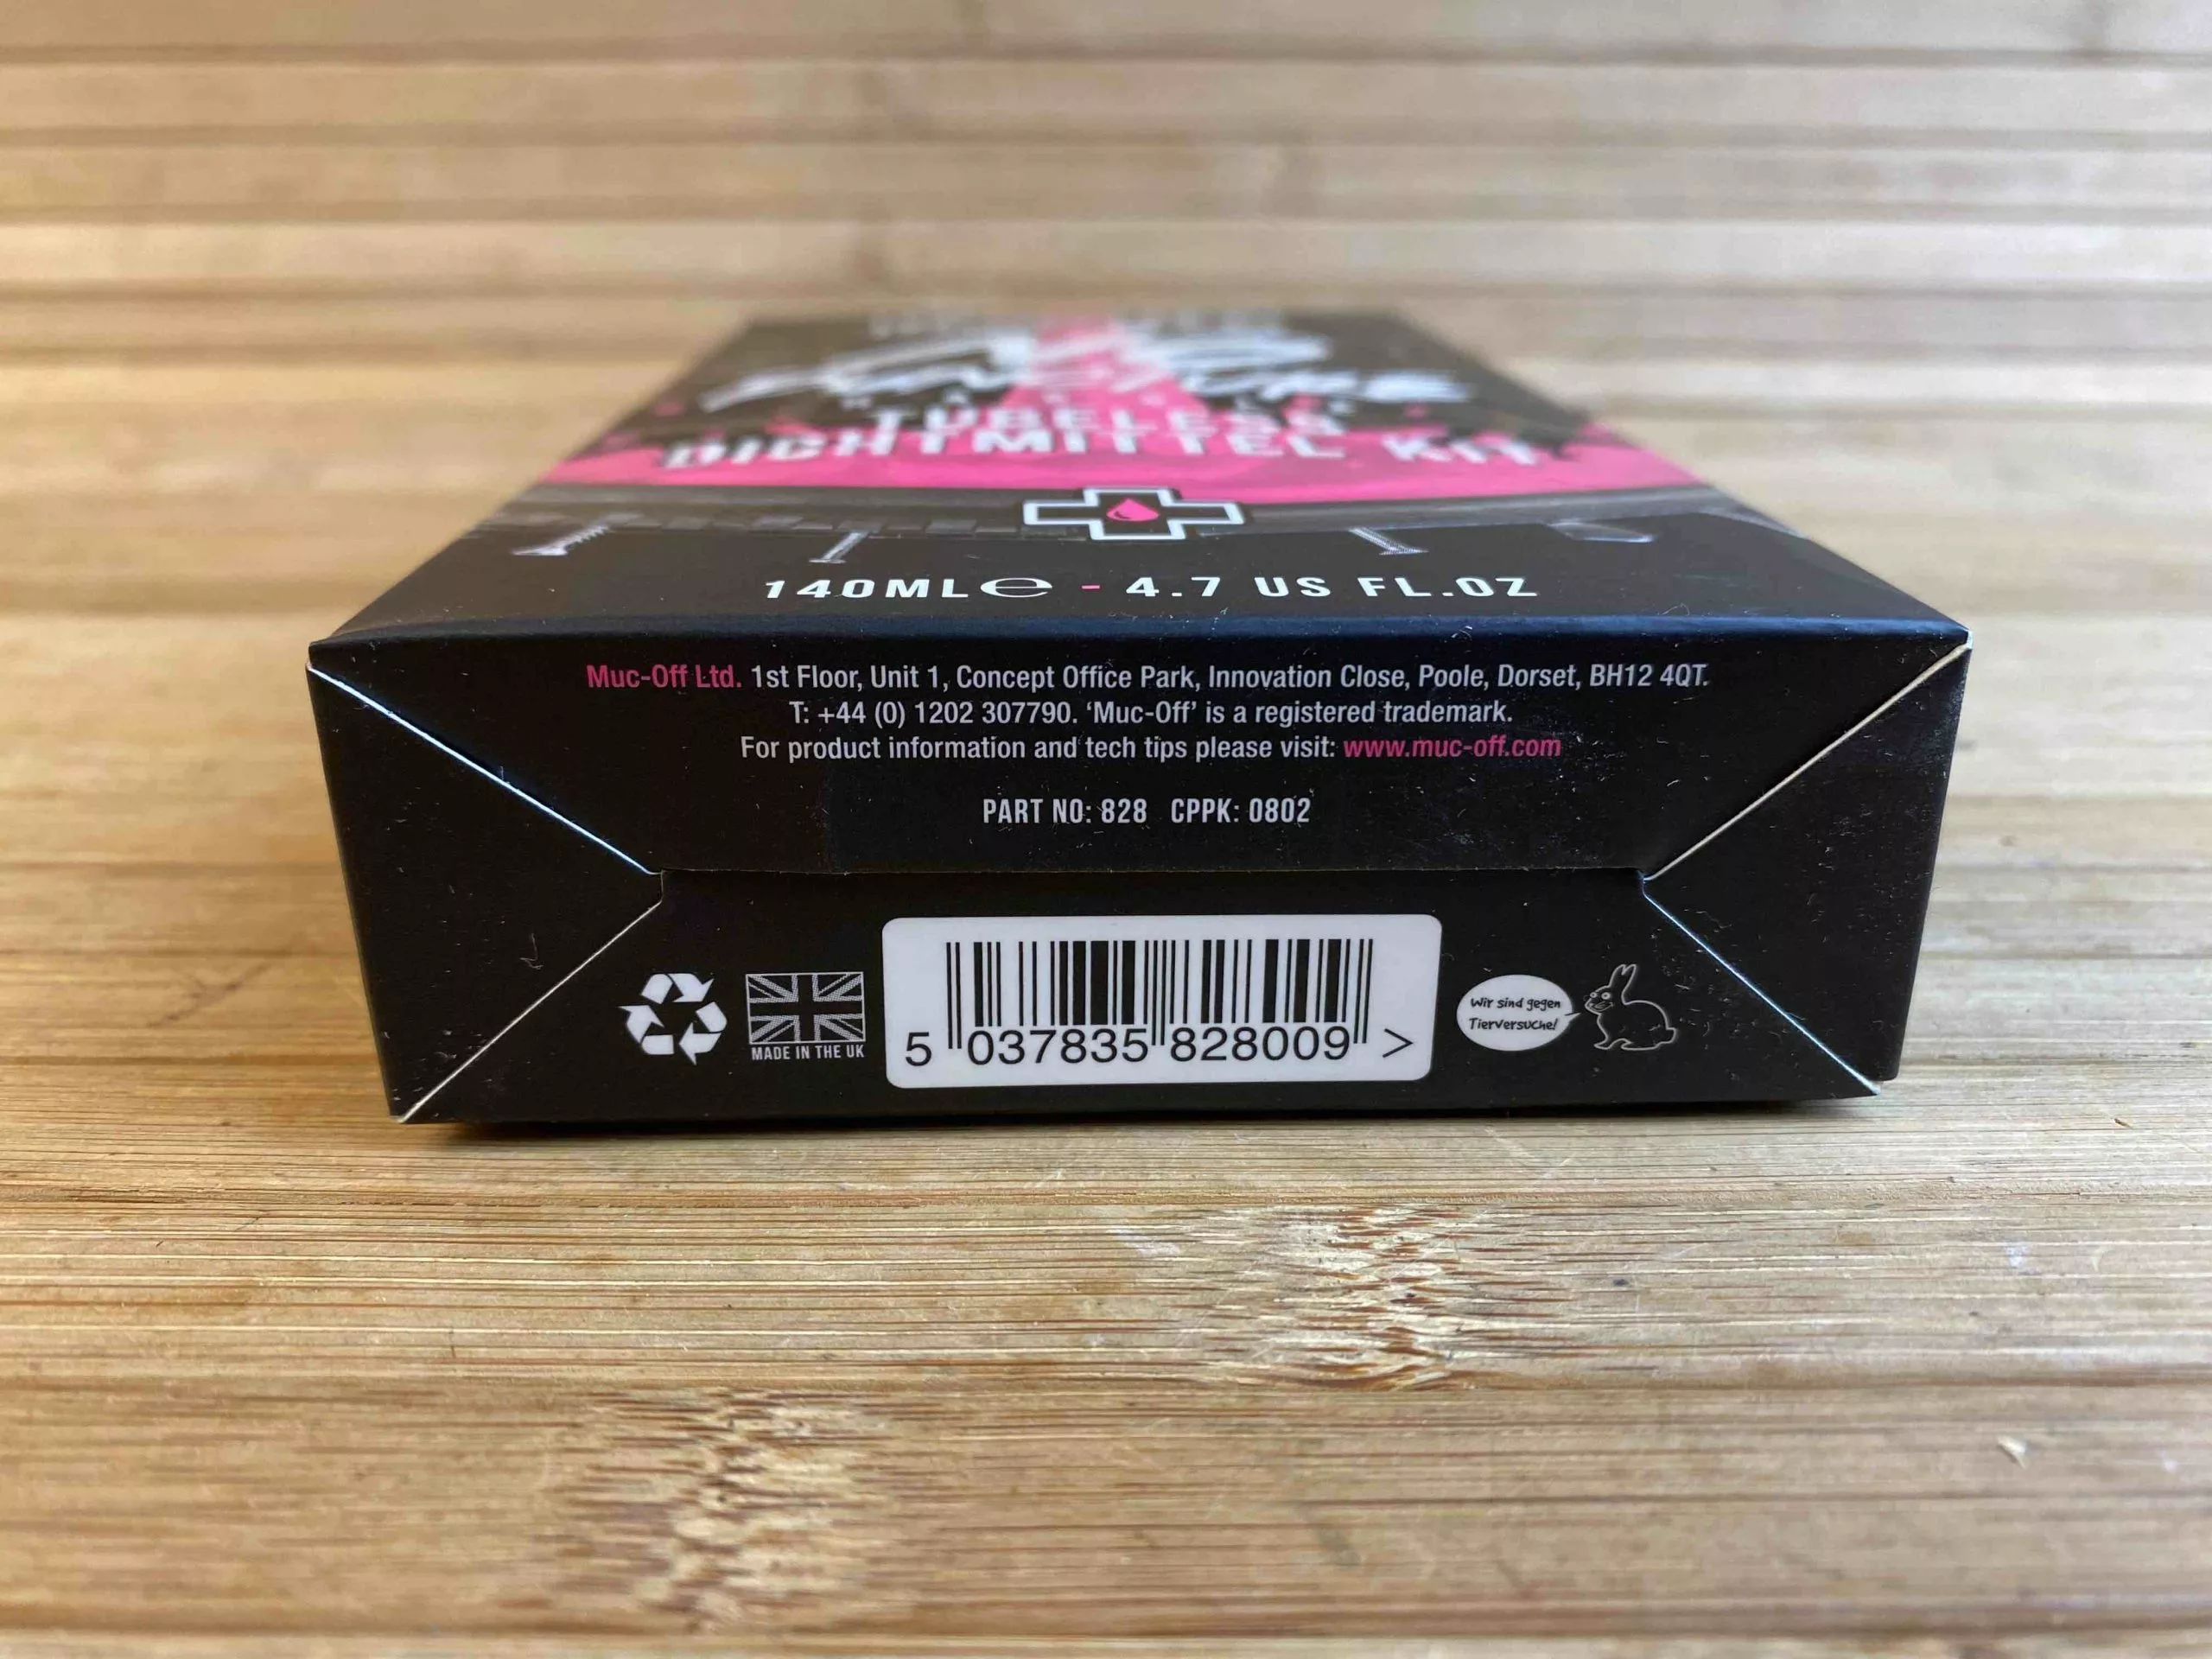 PUNCTURE
HASSLE
TUBELESS
DICHTMITTEL KIT
140ML℮ - 4.7 US FL.OZ
Muc-Off Ltd. 1st Floor, Unit 1, Concept Office Park, Innovation Close, Poole, Dorset, BH12 4QT.
T: +44 (0) 1202 307790. ‘Muc-Off’ is a registered trademark.
For product information and tech tips please visit: www.muc-off.com
PART NO: 828 CPPK: 0802
MADE IN THE UK
5 037835 828009 >
Wir sind gegen
Tierversuche!